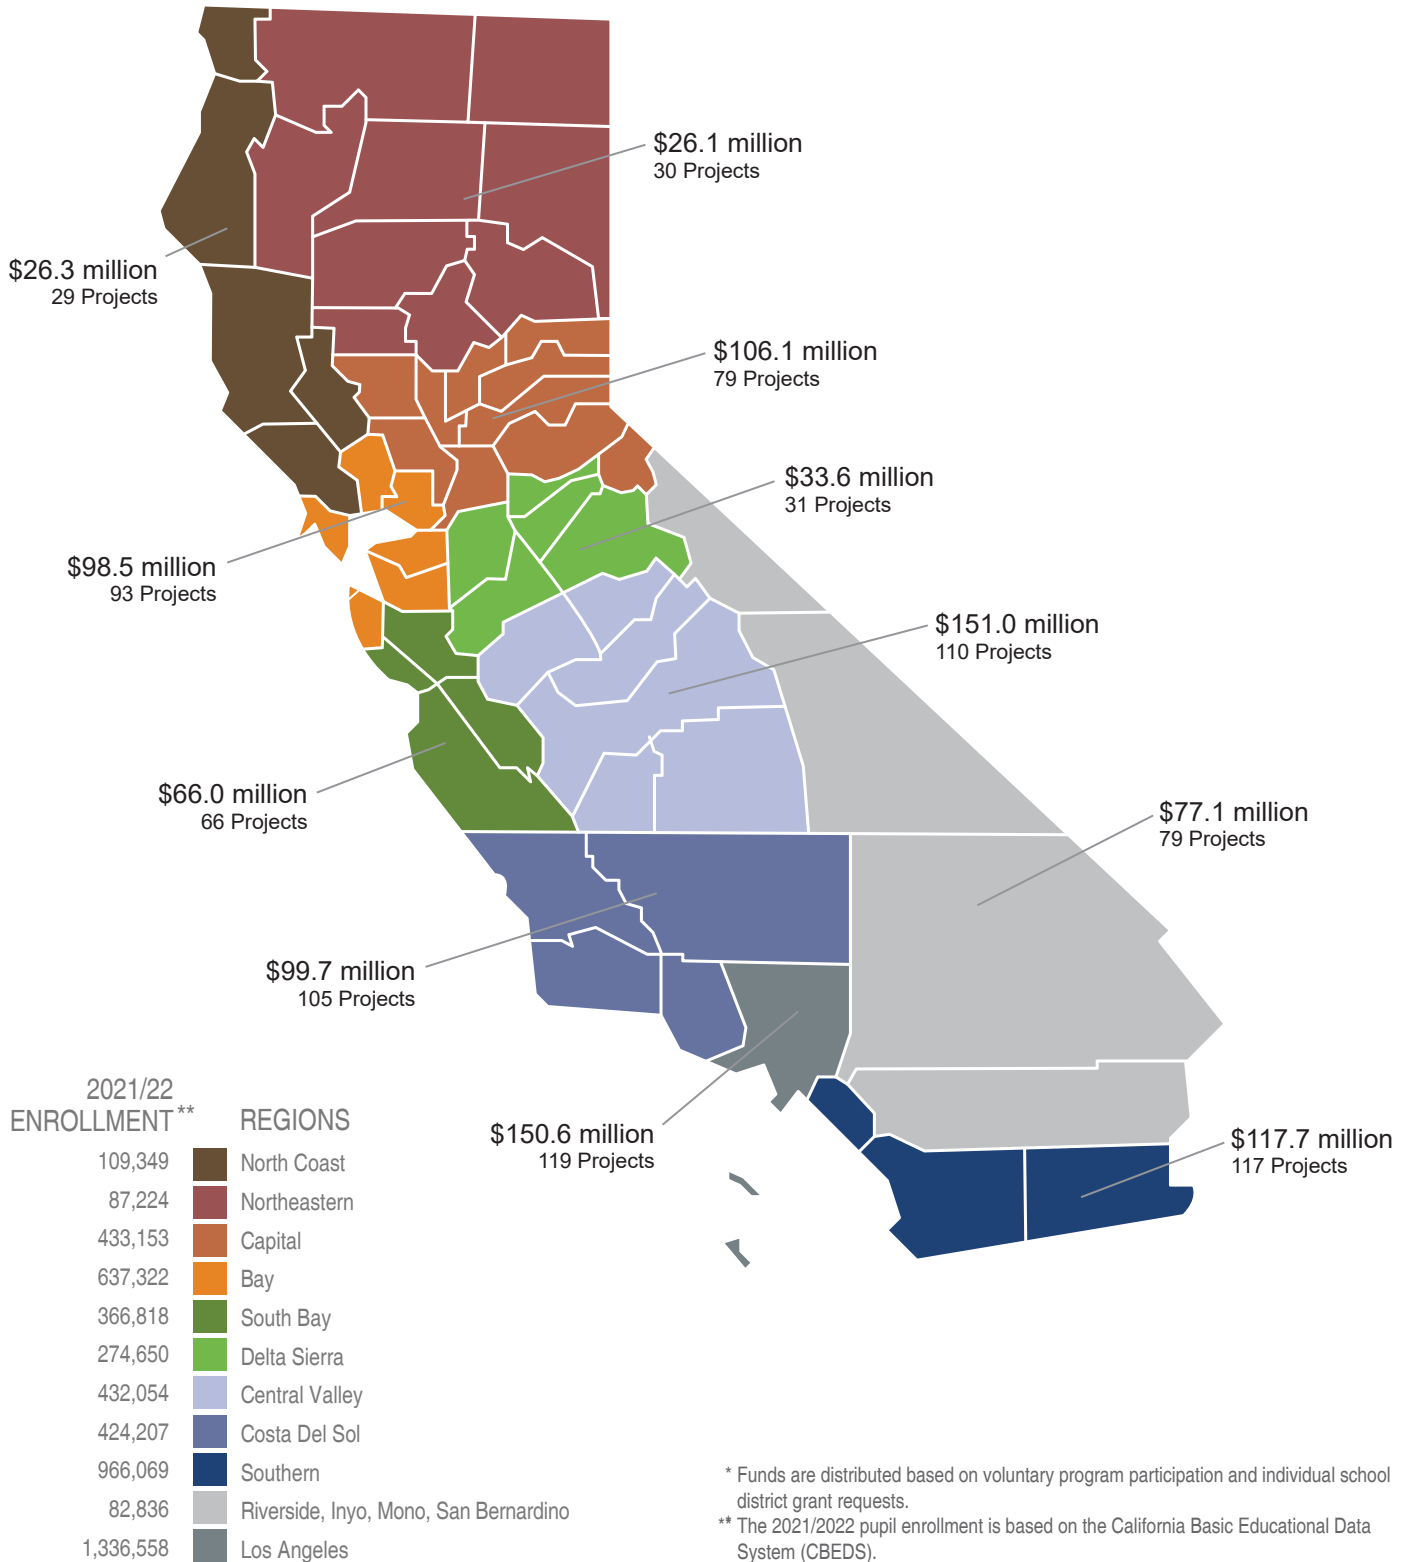 $26.1 million
30 Projects
$26.3 million
29 Projects
$106.1 million
79 Projects
$33.6 million
31 Projects
$98.5 million
93 Projects
$151.0 million
110 Projects
$66.0 million
66 Projects
$77.1 million
79 Projects
$99.7 million
105 Projects
$150.6 million
119 Projects
$117.7 million
117 Projects
2021/22
ENROLLMENT** REGIONS
109,349 North Coast
87,224 Northeastern
433,153 Capital
637,322 Bay
366,818 South Bay
274,650 Delta Sierra
432,054 Central Valley
424,207 Costa Del Sol
966,069 Southern
82,836 Riverside, Inyo, Mono, San Bernardino
1,336,558 Los Angeles
* Funds are distributed based on voluntary program participation and individual school
district grant requests.
** The 2021/2022 pupil enrollment is based on the California Basic Educational Data
System (CBEDS).